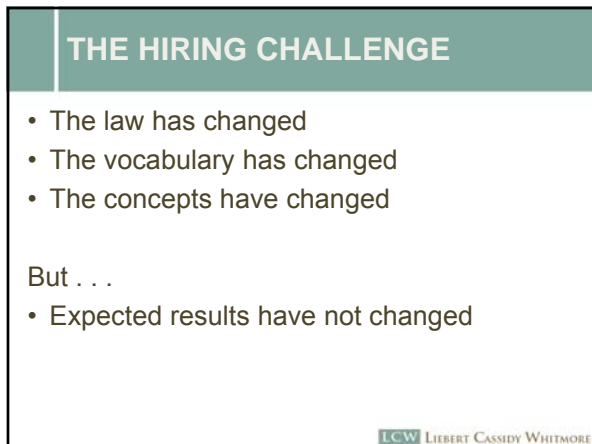 THE HIRING CHALLENGE
• The law has changed
• The vocabulary has changed
• The concepts have changed
But . . .
• Expected results have not changed
LCW LIEBERT CASSIDY WHITMORE